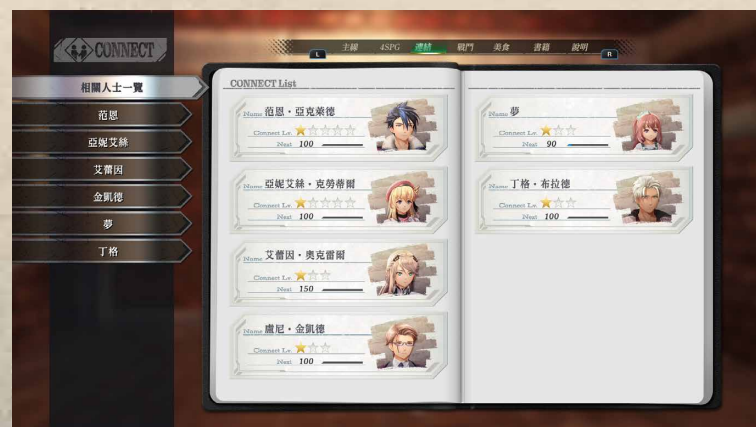 CONNECT
L 主線 4SPG 連結 戰鬥 美食 書籍 說明 R
相關人士一覽
范恩
亞妮艾絲
艾蕾因
金凱德
夢
丁格
CONNECT List
Name 范恩・亞克萊德
Connect Lv.
Next 100
Name 亞妮艾絲・克勞蒂爾
Connect Lv.
Next 100
Name 艾蕾因・奧克雷爾
Connect Lv.
Next 150
Name 盧尼・金凱德
Connect Lv.
Next 100
Name 夢
Connect Lv.
Next 90
Name 丁格・布拉德
Connect Lv.
Next 100